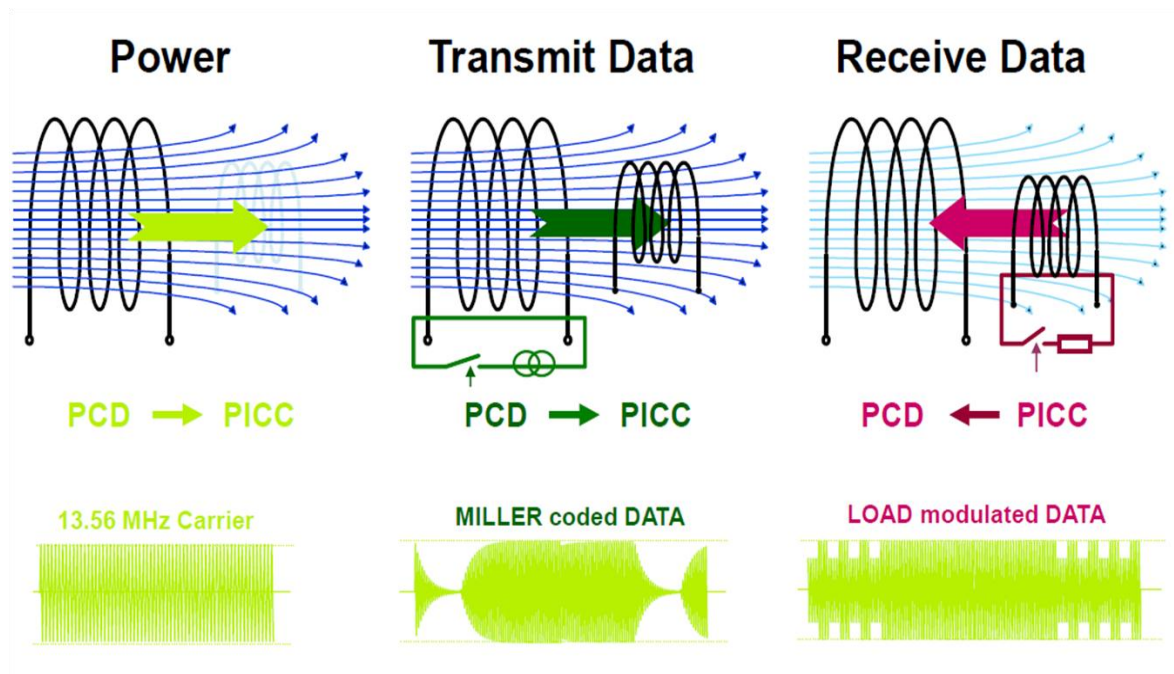 Power
Transmit Data
Receive Data
PCD PICC
PCD PICC
PCD PICC
13.56 MHz Carrier
MILLER coded DATA
LOAD modulated DATA